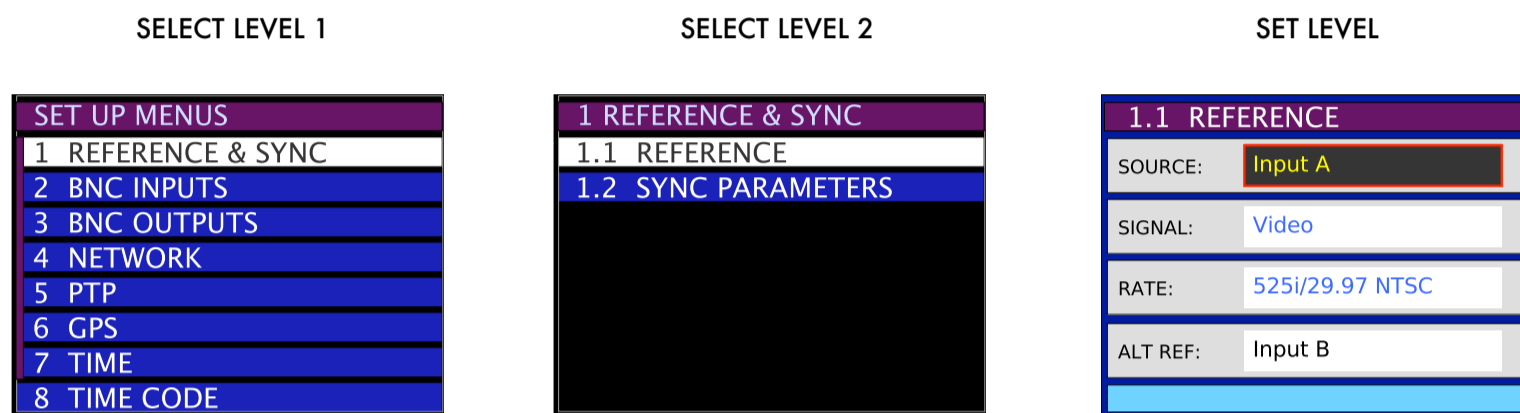 SELECT LEVEL 1
SELECT LEVEL 2
SET LEVEL
SET UP MENUS
1 REFERENCE & SYNC
2 BNC INPUTS
3 BNC OUTPUTS
4 NETWORK
5 PTP
6 GPS
7 TIME
8 TIME CODE
1 REFERENCE & SYNC
1.1 REFERENCE
1.2 SYNC PARAMETERS
1.1 REFERENCE
SOURCE: Input A
SIGNAL: Video
RATE: 525i/29.97 NTSC
ALT REF: Input B